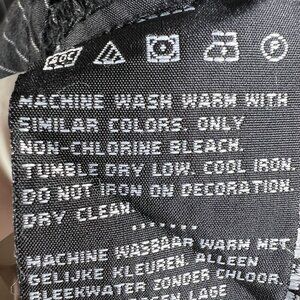 MACHINE WASH WARM WITH
SIMILAR COLORS. ONLY
NON-CHLORINE BLEACH.
TUMBLE DRY LOW. COOL IRON.
DO NOT IRON ON DECORATION.
DRY CLEAN.
........
MACHINE WASBAAR WARM MET
GELIJKE KLEUREN. ALLEEN
BLEEKWATER ZONDER CHLOOR.
LAGE